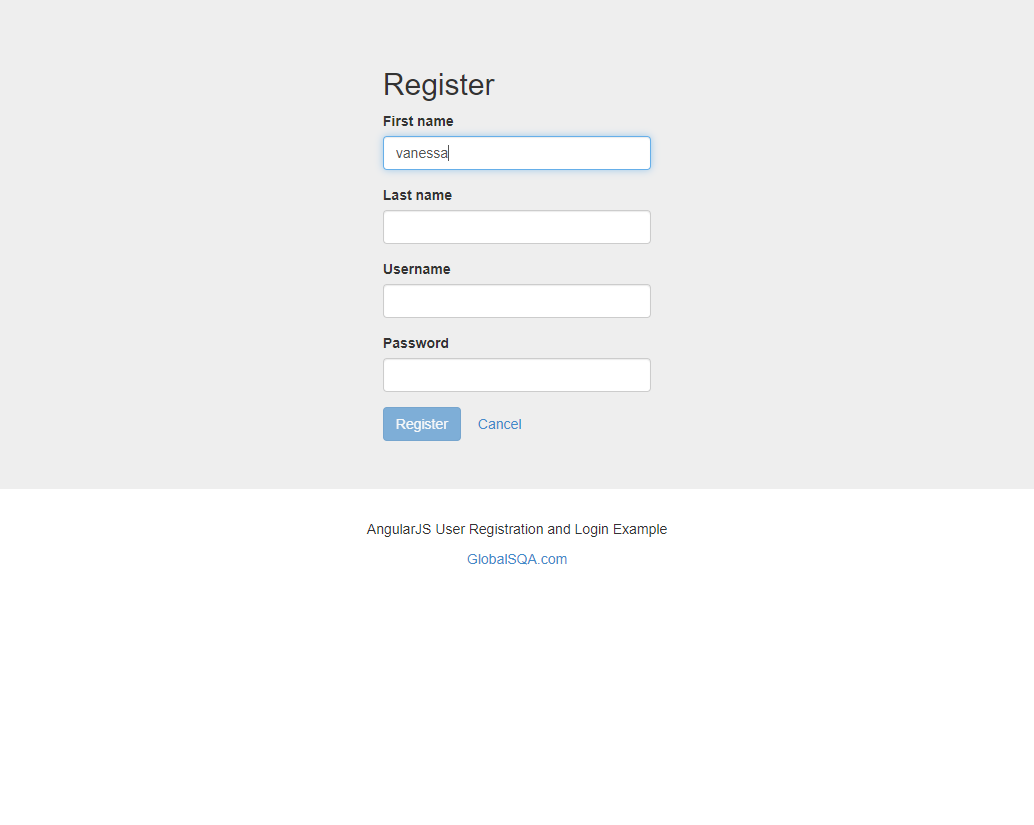 Register
First name
vanessa
Last name
Username
Password
Register Cancel
AngularJS User Registration and Login Example
GlobalSQA.com